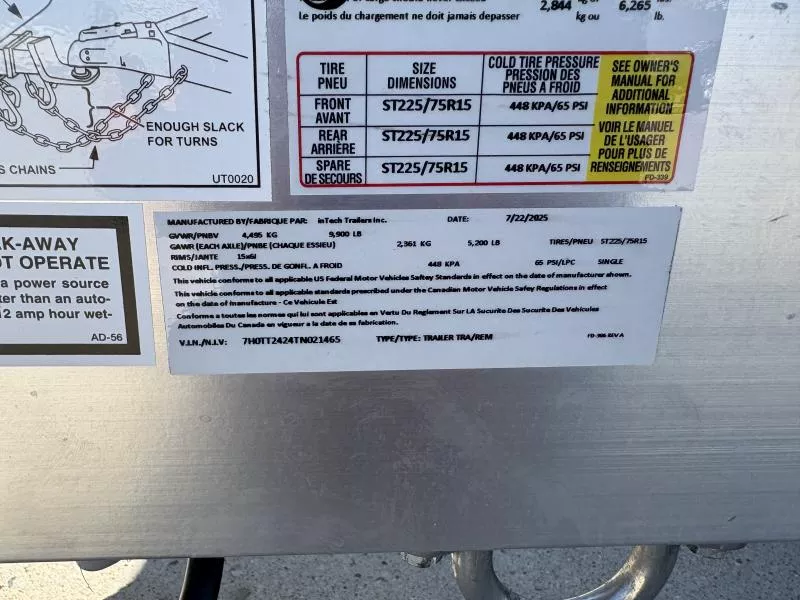 2,844
6,265
Le poids du chargement ne doit jamais depasser kg ou lb.
TIRE PNEU
SIZE DIMENSIONS
COLD TIRE PRESSURE PRESSION DES PNEUS A FROID
SEE OWNER'S MANUAL FOR ADDITIONAL INFORMATION
VOIR LE MANUEL DE L'USAGER POUR PLUS DE RENSEIGNEMENTS
FRONT AVANT ST225/75R15 448 KPA/65 PSI
REAR ARRIÈRE ST225/75R15 448 KPA/65 PSI
SPARE DE SECOURS ST225/75R15 448 KPA/65 PSI
FD-339
ENOUGH SLACK
FOR TURNS
S CHAINS
UT0020
K-AWAY
OT OPERATE
a power source
ter than an auto-
12 amp hour wet-
AD-56
MANUFACTURED BY/FABRIQUE PAR: inTech Trailers Inc. DATE: 7/22/2025
GVWR/PNBV 4,495 KG 9,900 LB
GAWR (EACH AXLE)/PNBE (CHAQUE ESSIEU) 2,361 KG 5,200 LB TIRES/PNEU ST225/75R15
RIMS/JANTE 15x6J
COLD INFL. PRESS./PRESS. DE GONFL. A FROID 448 KPA 65 PSI/LPC SINGLE
This vehicle conforms to all applicable US Federal Motor Vehicles Saftey Standards in effect on the date of manufacturer shown.
This vehicle conforms to all applicable standards prescribed under the Canadian Motor Vehicle Safey Regulations in effect
on the date of manufacture - Ce Vehicule Est
Conforme a toutes les normes qui lui sont applicables en Vertu Du Reglement Sur LA Sucurite Des Sucurite Des Vehicules
Automobiles Du Canada en vigueur a la date de sa fabrication.
V.I.N./N.I.V: 7H0TT2424TN021465 TYPE/TYPE: TRAILER TRA/REM FD-906 REV A